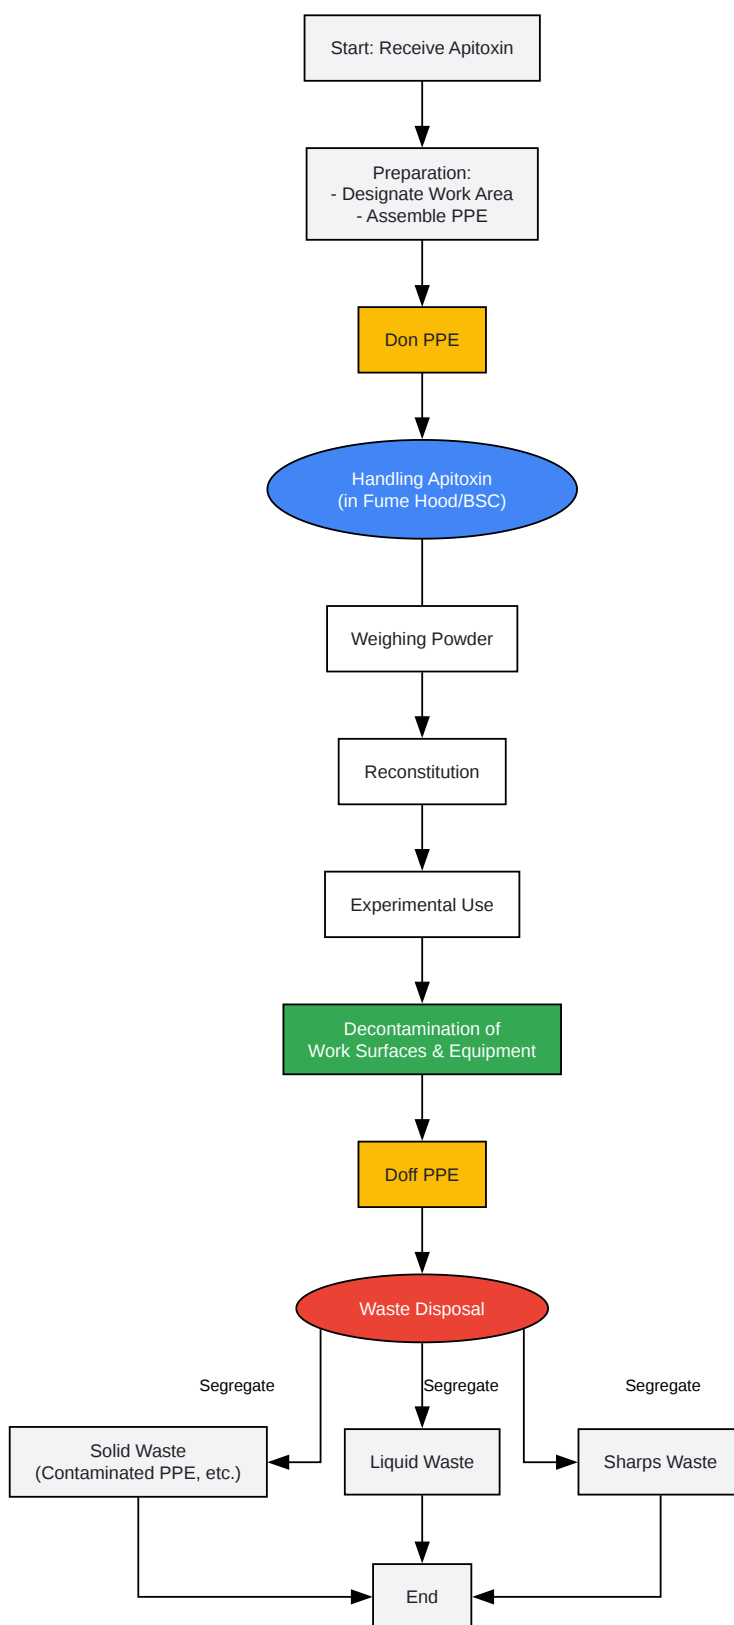 Start: Receive Apitoxin
Preparation:
- Designate Work Area
- Assemble PPE
Don PPE
Handling Apitoxin
(in Fume Hood/BSC)
Weighing Powder
Reconstitution
Experimental Use
Decontamination of
Work Surfaces & Equipment
Doff PPE
Waste Disposal
Segregate
Segregate
Segregate
Solid Waste
(Contaminated PPE, etc.)
Liquid Waste
Sharps Waste
End